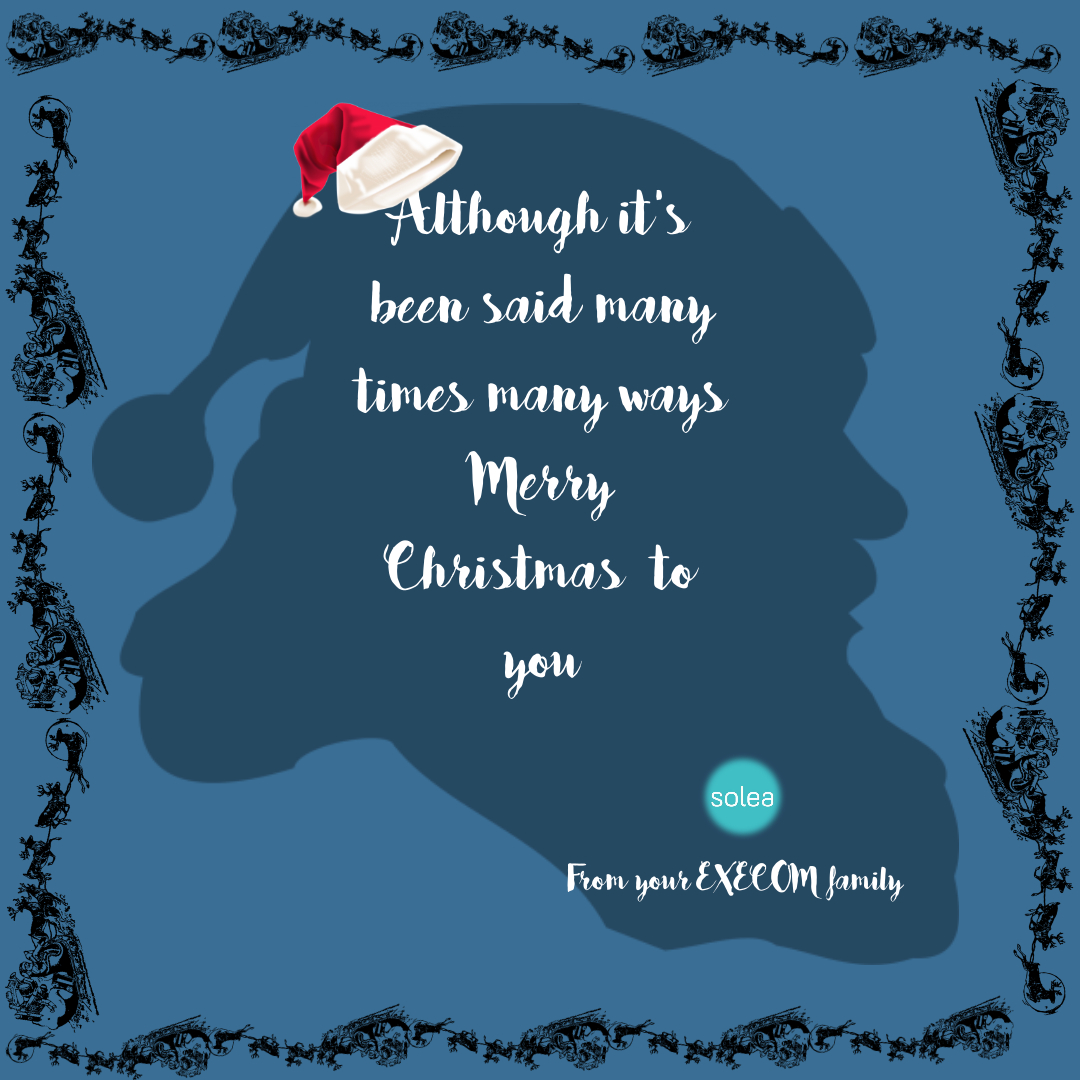 Although it's
been said many
times many ways
Merry
Christmas to
you
solea
From your EXECOM family